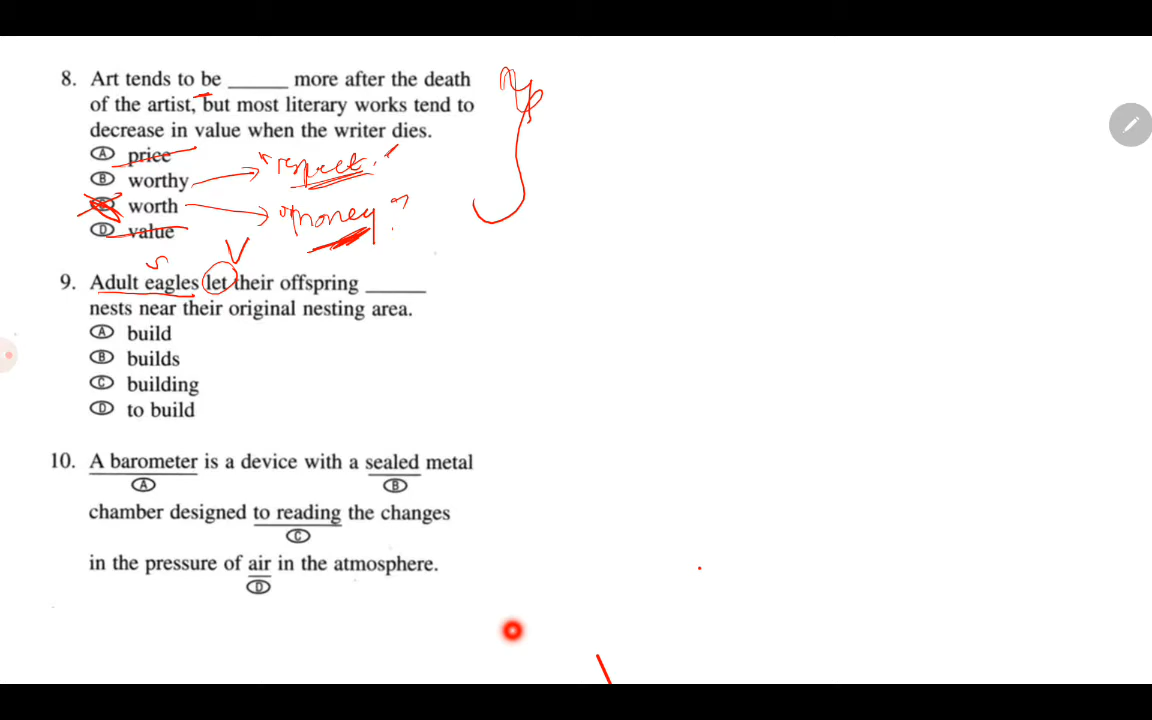 8. Art tends to be ______ more after the death
of the artist, but most literary works tend to
decrease in value when the writer dies.
A price
B worthy "respect."
C worth "money"
D value
S V
9. Adult eagles let their offspring ______
nests near their original nesting area.
A build
B builds
C building
D to build
10. A barometer is a device with a sealed metal
A B
chamber designed to reading the changes
C
in the pressure of air in the atmosphere.
D